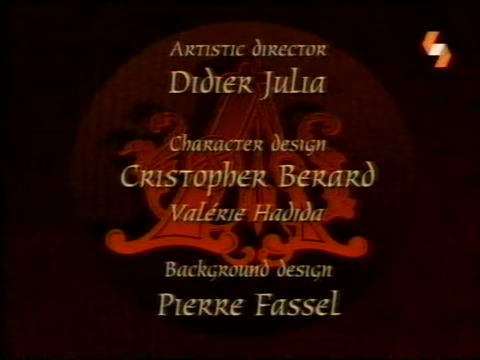 Artistic director
Didier Julia
Character design
Cristopher Berard
Valérie Hadida
Background design
Pierre Fassel